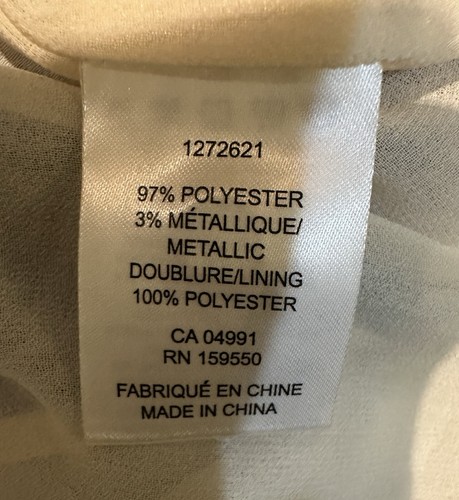 1272621
97% POLYESTER
3% MÉTALLIQUE/
METALLIC
DOUBLURE/LINING
100% POLYESTER
CA 04991
RN 159550
FABRIQUÉ EN CHINE
MADE IN CHINA